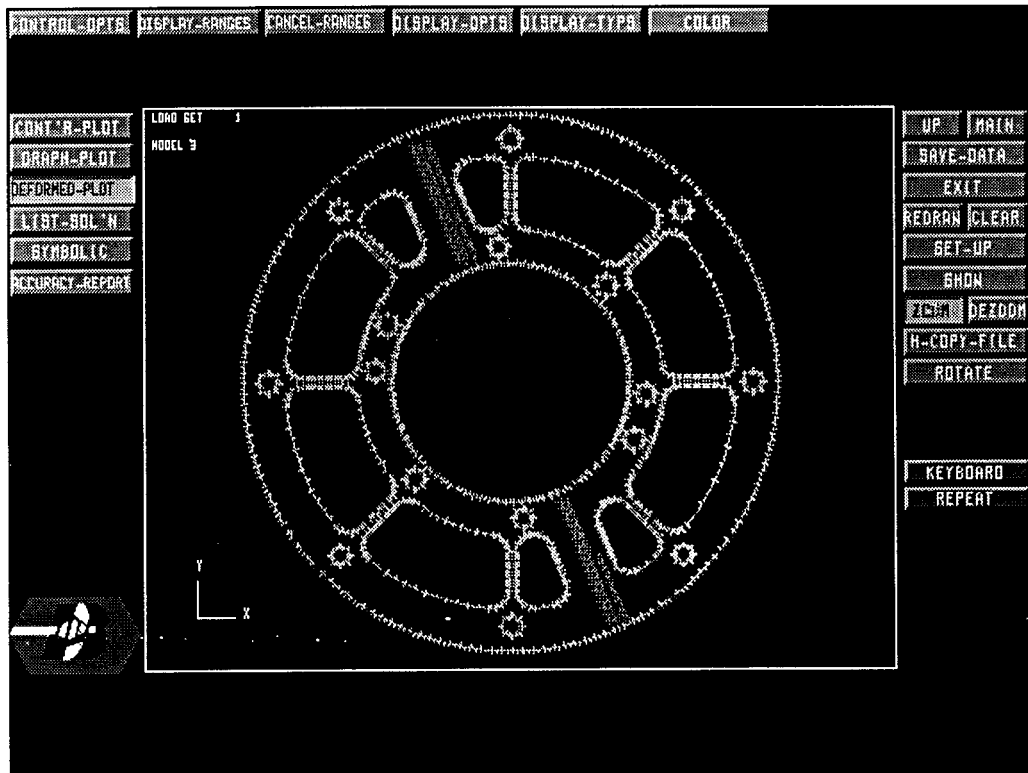 CONTROL-OPTS DISPLAY-RANGES CANCEL-RANGES DISPLAY-OPTS DISPLAY-TYPS COLOR
LOAD SET 1
MODEL 3
CONT'R-PLOT
GRAPH-PLOT
DEFORMED-PLOT
LIST-SOL'N
SYMBOLIC
ACCURACY-REPORT
UP MAIN
SAVE-DATA
EXIT
REDRAW CLEAR
SET-UP
SHOW
ZOOM DEZOOM
H-COPY-FILE
ROTATE
KEYBOARD
REPEAT
Y
X